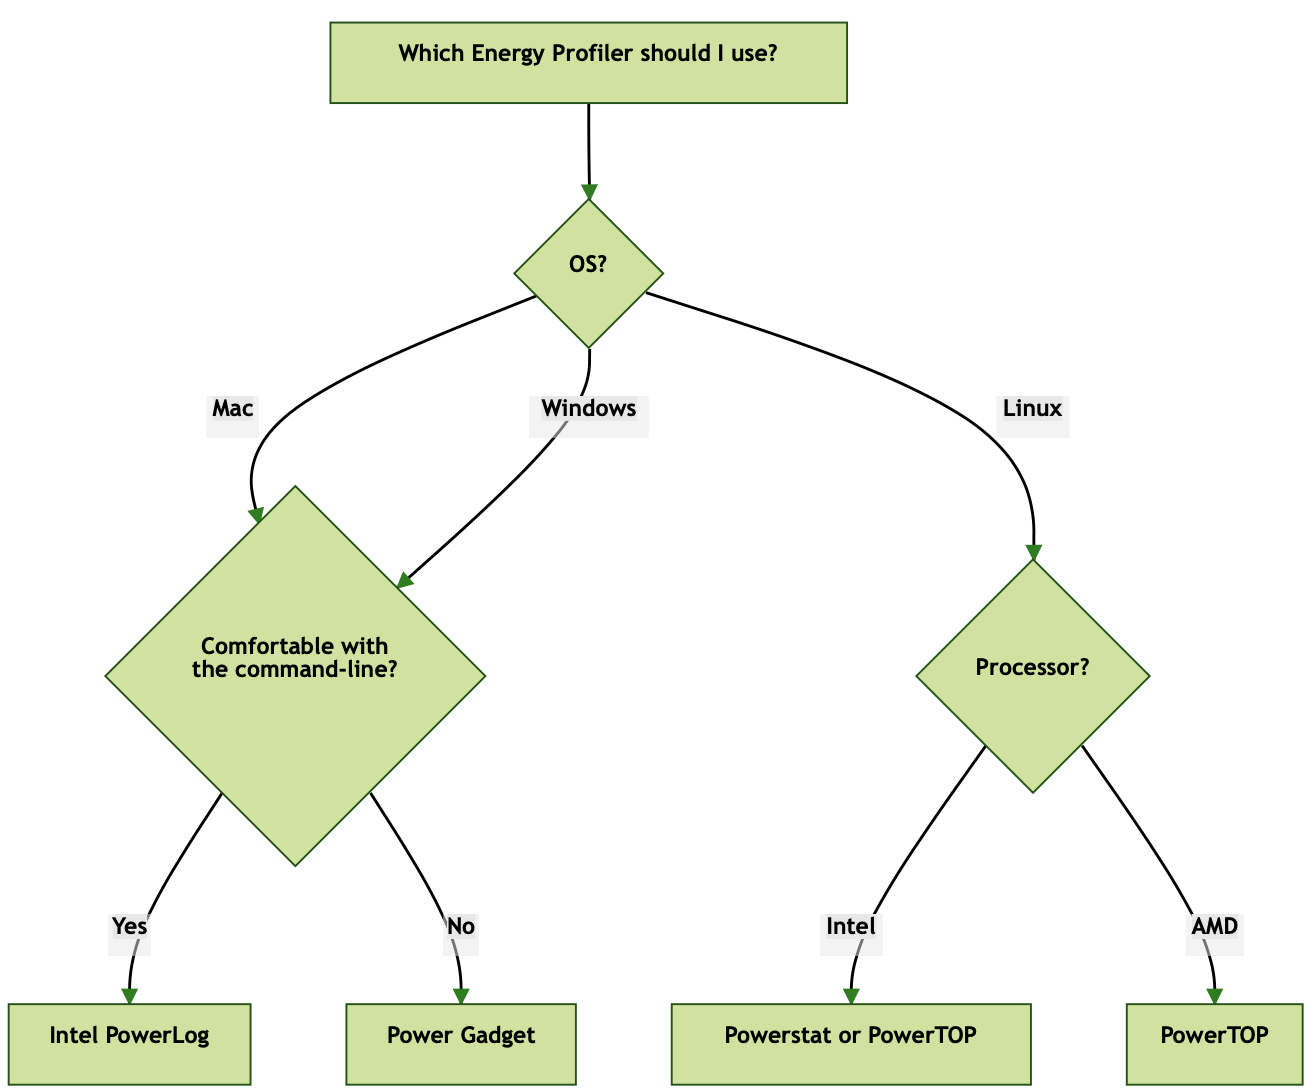 Which Energy Profiler should I use?
OS?
Mac
Windows
Linux
Comfortable with
the command-line?
Processor?
Yes
No
Intel
AMD
Intel PowerLog
Power Gadget
Powerstat or PowerTOP
PowerTOP